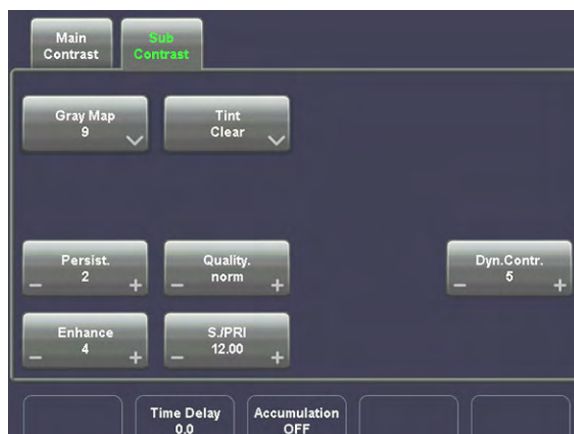 Main
Contrast
Sub
Contrast
Gray Map
9
Tint
Clear
Persist.
2
Quality.
norm
Dyn.Contr.
5
Enhance
4
S./PRI
12.00
Time Delay
0.0
Accumulation
OFF